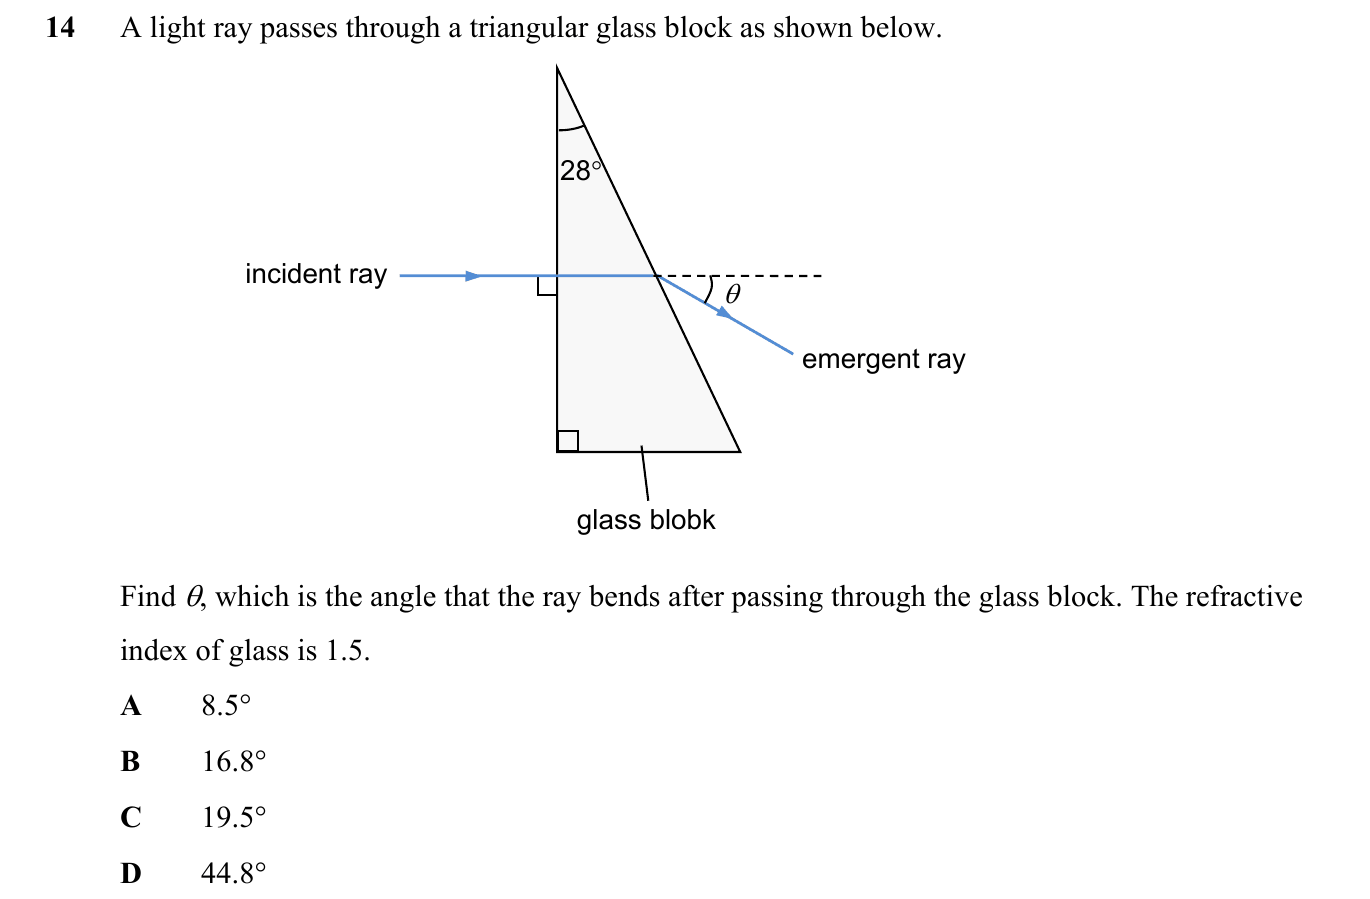 14 A light ray passes through a triangular glass block as shown below.
28°
incident ray
θ
emergent ray
glass blobk
Find θ, which is the angle that the ray bends after passing through the glass block. The refractive
index of glass is 1.5.
A 8.5°
B 16.8°
C 19.5°
D 44.8°